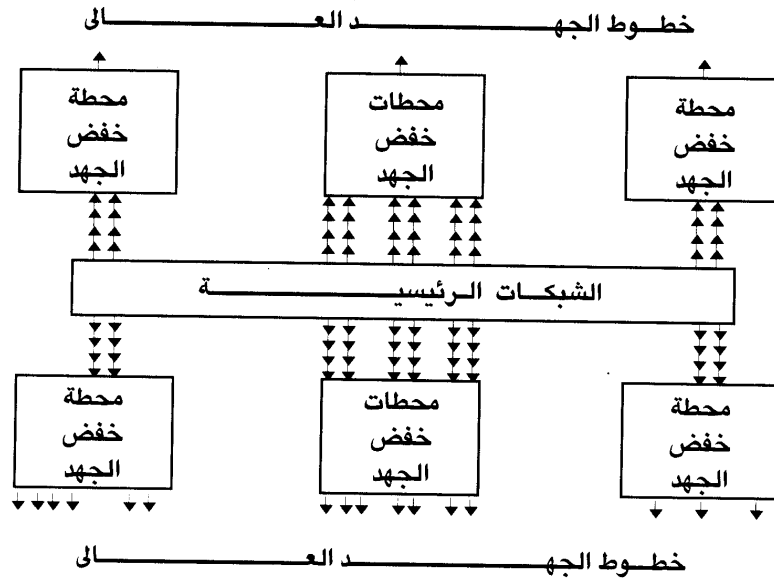 خطوط الجهد العالى
محطة
خفض
الجهد
محطات
خفض
الجهد
محطة
خفض
الجهد
الشبكات الرئيسية
محطة
خفض
الجهد
محطات
خفض
الجهد
محطة
خفض
الجهد
خطوط الجهد العالى